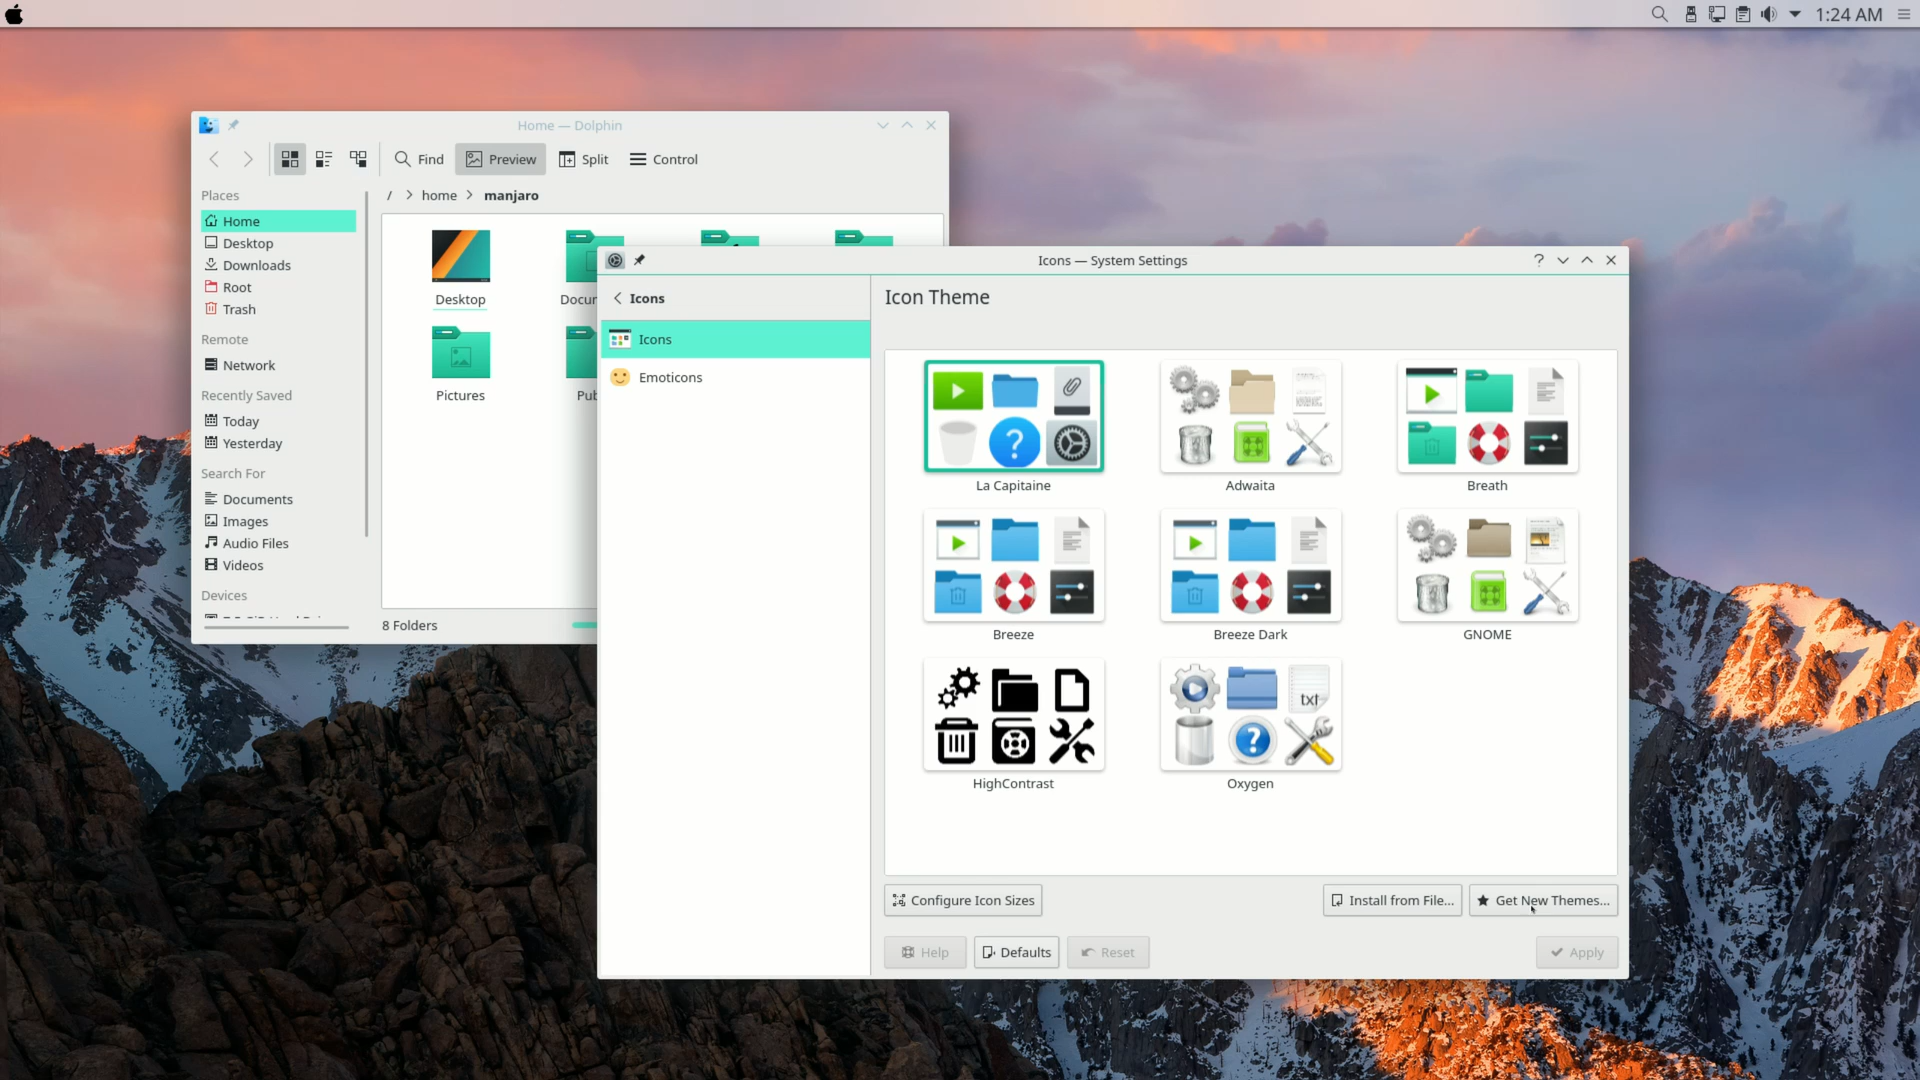 1:24 AM
Home — Dolphin
Find
Preview
Split
Control
Places
/ > home > manjaro
Home
Desktop
Downloads
Root
Trash
Remote
Network
Recently Saved
Today
Yesterday
Search For
Documents
Images
Audio Files
Videos
Devices
Desktop
Docu
Pictures
Pub
8 Folders
Icons — System Settings
?
Icons
Icons
Emoticons
Icon Theme
?
La Capitaine
Adwaita
Breath
Breeze
Breeze Dark
GNOME
txt
?
HighContrast
Oxygen
Configure Icon Sizes
Install from File...
Get New Themes...
Help
Defaults
Reset
Apply